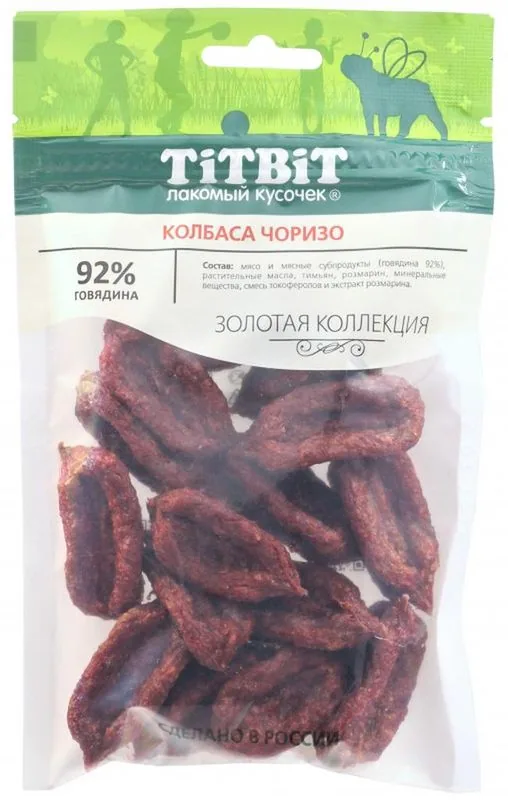 TiTBiT
лакомый кусочек®
КОЛБАСА ЧОРИЗО
92%
ГОВЯДИНА
Состав: мясо и мясные субпродукты (говядина 92%),
растительные масла, тимьян, розмарин, минеральные
вещества, смесь токоферолов и экстракт розмарина.
ЗОЛОТАЯ КОЛЛЕКЦИЯ
СДЕЛАНО В РОССИИ